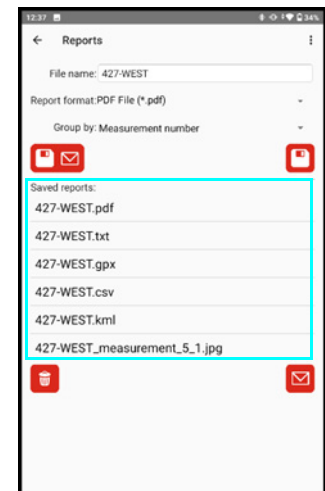 12:37 34%
Reports
File name: 427-WEST
Report format: PDF File (*.pdf)
Group by: Measurement number
Saved reports:
427-WEST.pdf
427-WEST.txt
427-WEST.gpx
427-WEST.csv
427-WEST.kml
427-WEST_measurement_5_1.jpg